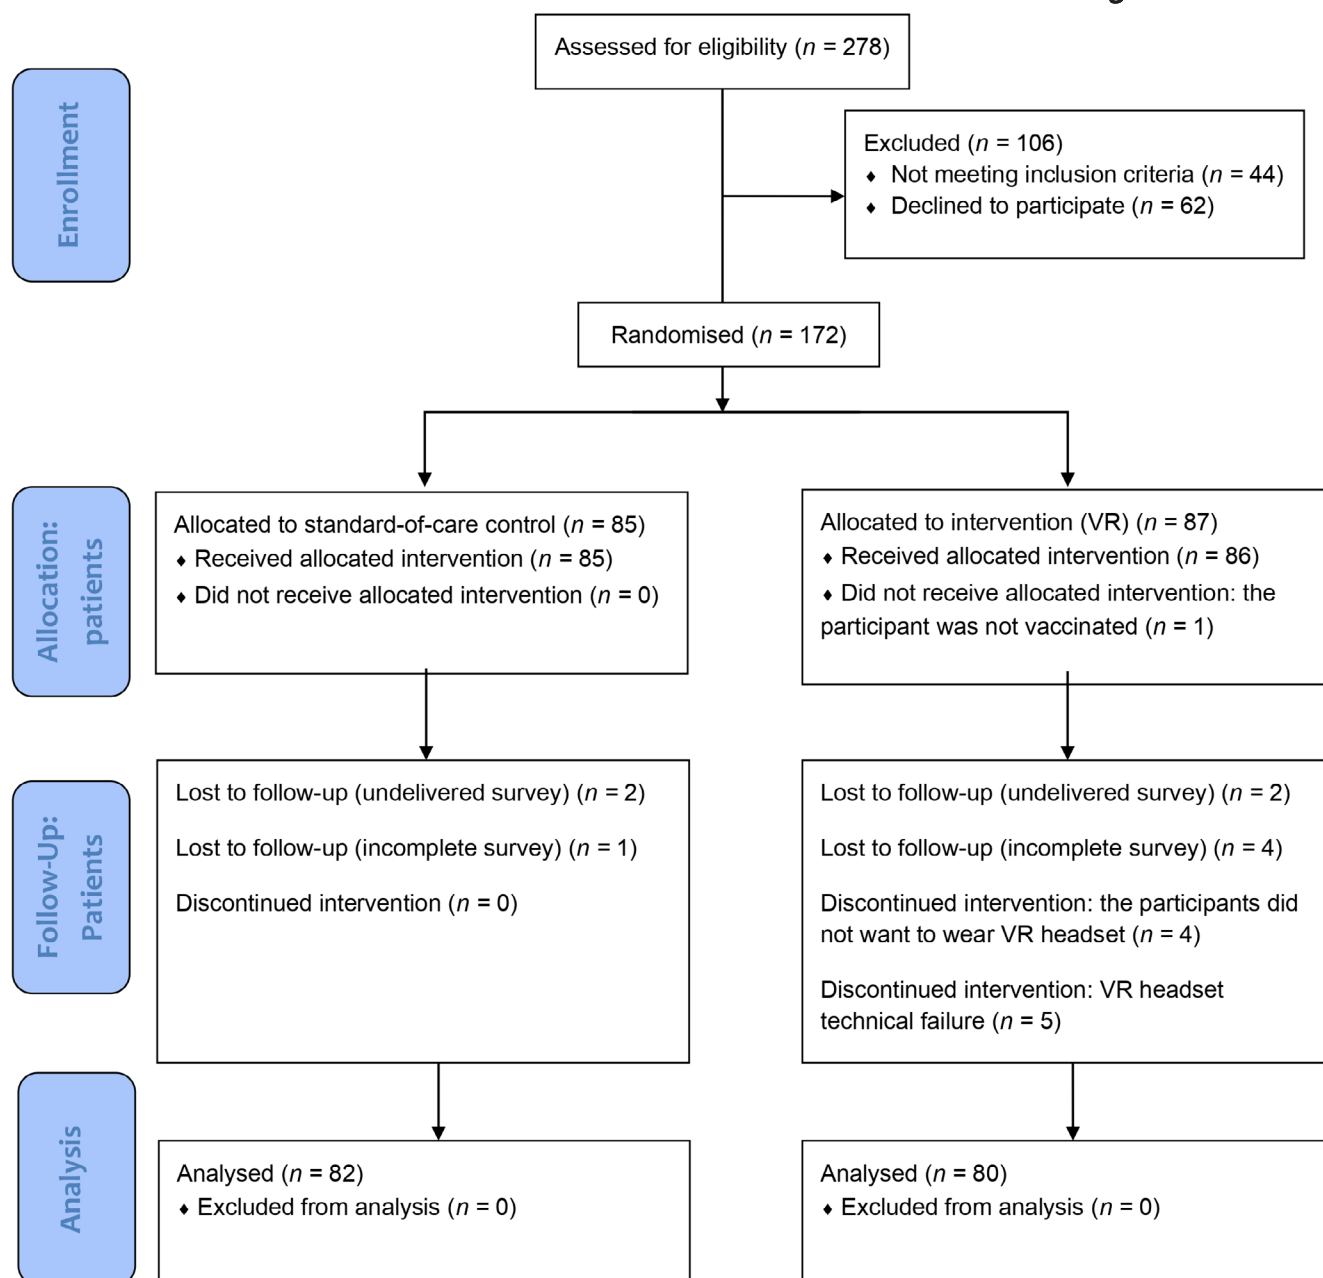 Assessed for eligibility (n = 278)
Enrollment
Excluded (n = 106)
♦ Not meeting inclusion criteria (n = 44)
♦ Declined to participate (n = 62)
Randomised (n = 172)
Allocation:
patients
Allocated to standard-of-care control (n = 85)
♦ Received allocated intervention (n = 85)
♦ Did not receive allocated intervention (n = 0)
Allocated to intervention (VR) (n = 87)
♦ Received allocated intervention (n = 86)
♦ Did not receive allocated intervention: the
participant was not vaccinated (n = 1)
Follow-Up:
Patients
Lost to follow-up (undelivered survey) (n = 2)
Lost to follow-up (incomplete survey) (n = 1)
Discontinued intervention (n = 0)
Lost to follow-up (undelivered survey) (n = 2)
Lost to follow-up (incomplete survey) (n = 4)
Discontinued intervention: the participants did
not want to wear VR headset (n = 4)
Discontinued intervention: VR headset
technical failure (n = 5)
Analysis
Analysed (n = 82)
♦ Excluded from analysis (n = 0)
Analysed (n = 80)
♦ Excluded from analysis (n = 0)